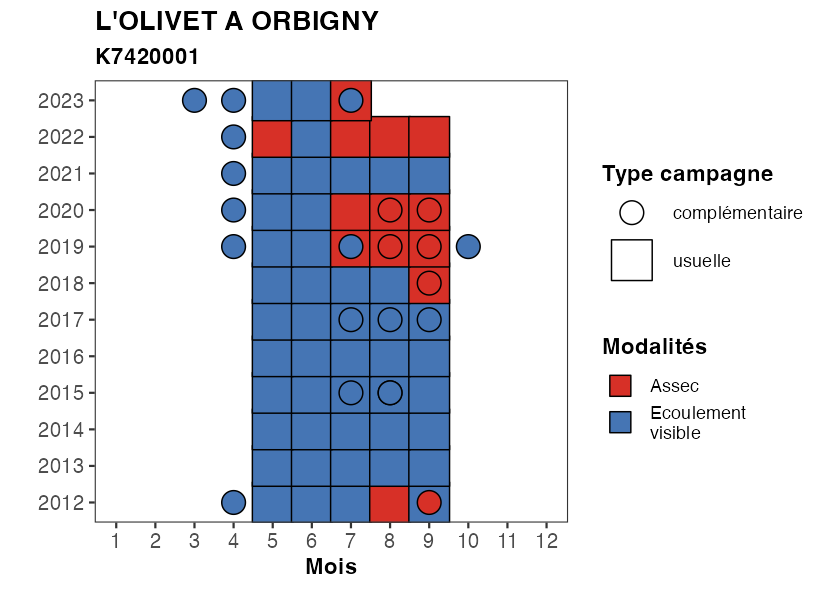 L'OLIVET A ORBIGNY
K7420001
2023
2022
2021
2020
2019
2018
2017
2016
2015
2014
2013
2012
1 2 3 4 5 6 7 8 9 10 11 12
Mois
Type campagne
complémentaire
usuelle
Modalités
Assec
Ecoulement
visible